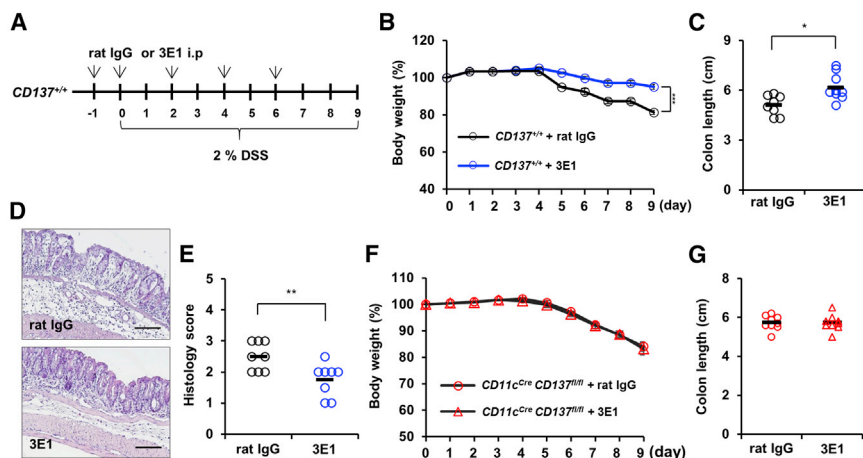 A
rat IgG or 3E1 i.p
CD137+/+
-1 0 1 2 3 4 5 6 7 8 9
2 % DSS
B
Body weight (%)
120
100
80
60
40
***
CD137+/+ + rat IgG
CD137+/+ + 3E1
0 1 2 3 4 5 6 7 8 9 (day)
C
Colon length (cm)
9
6
3
0
*
rat IgG 3E1
D
rat IgG
3E1
E
Histology score
5
4
3
2
1
0
**
rat IgG 3E1
F
Body weight (%)
110
100
90
80
70
60
50
CD11cCre CD137fl/fl + rat IgG
CD11cCre CD137fl/fl + 3E1
0 1 2 3 4 5 6 7 8 9 (day)
G
Colon length (cm)
9
6
3
0
rat IgG 3E1